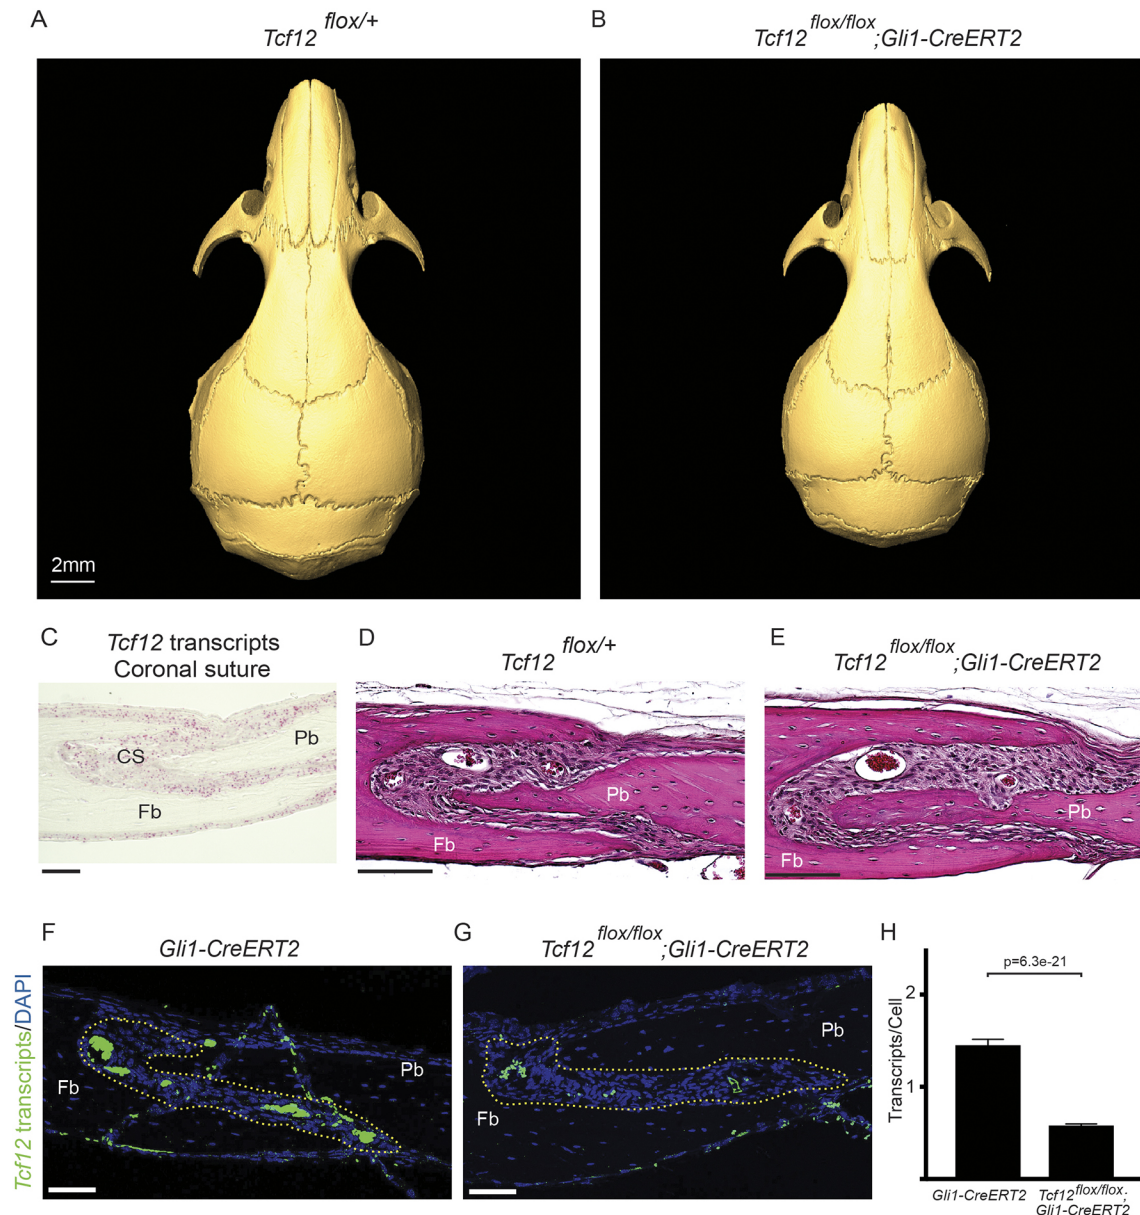 A
Tcf12 flox/+
B
Tcf12 flox/flox;Gli1-CreERT2
2mm
C
Tcf12 transcripts
Coronal suture
CS
Pb
Fb
D
Tcf12 flox/+
Pb
Fb
E
Tcf12 flox/flox;Gli1-CreERT2
Pb
Fb
Tcf12 transcripts/DAPI
F
Gli1-CreERT2
Fb
Pb
G
Tcf12 flox/flox;Gli1-CreERT2
Pb
Fb
H
p=6.3e-21
Transcripts/Cell
2
1
Gli1-CreERT2
Tcf12flox/flox;
Gli1-CreERT2